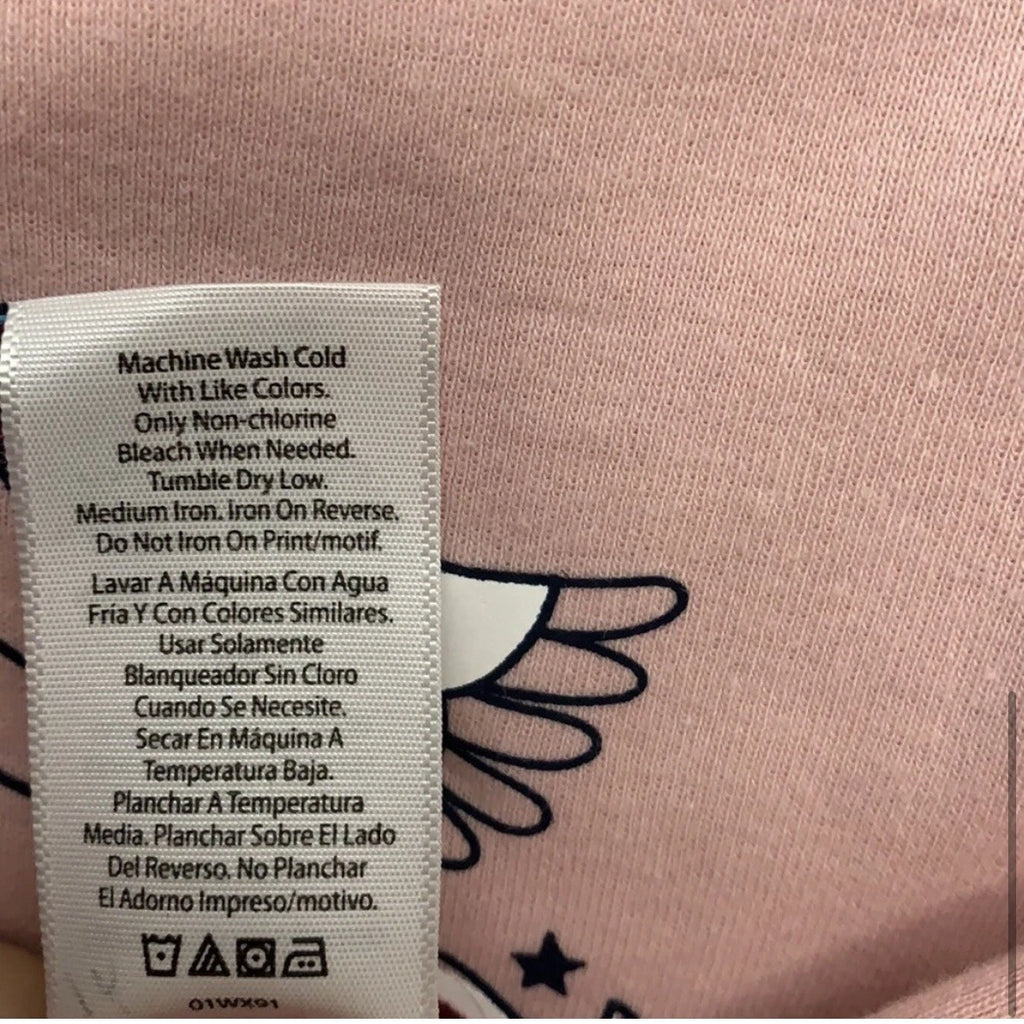 Machine Wash Cold
With Like Colors.
Only Non-chlorine
Bleach When Needed.
Tumble Dry Low.
Medium Iron. Iron On Reverse.
Do Not Iron On Print/motif.
Lavar A Máquina Con Agua
Fría Y Con Colores Similares.
Usar Solamente
Blanqueador Sin Cloro
Cuando Se Necesite.
Secar En Máquina A
Temperatura Baja.
Planchar A Temperatura
Media. Planchar Sobre El Lado
Del Reverso. No Planchar
El Adorno Impreso/motivo.
01WX91